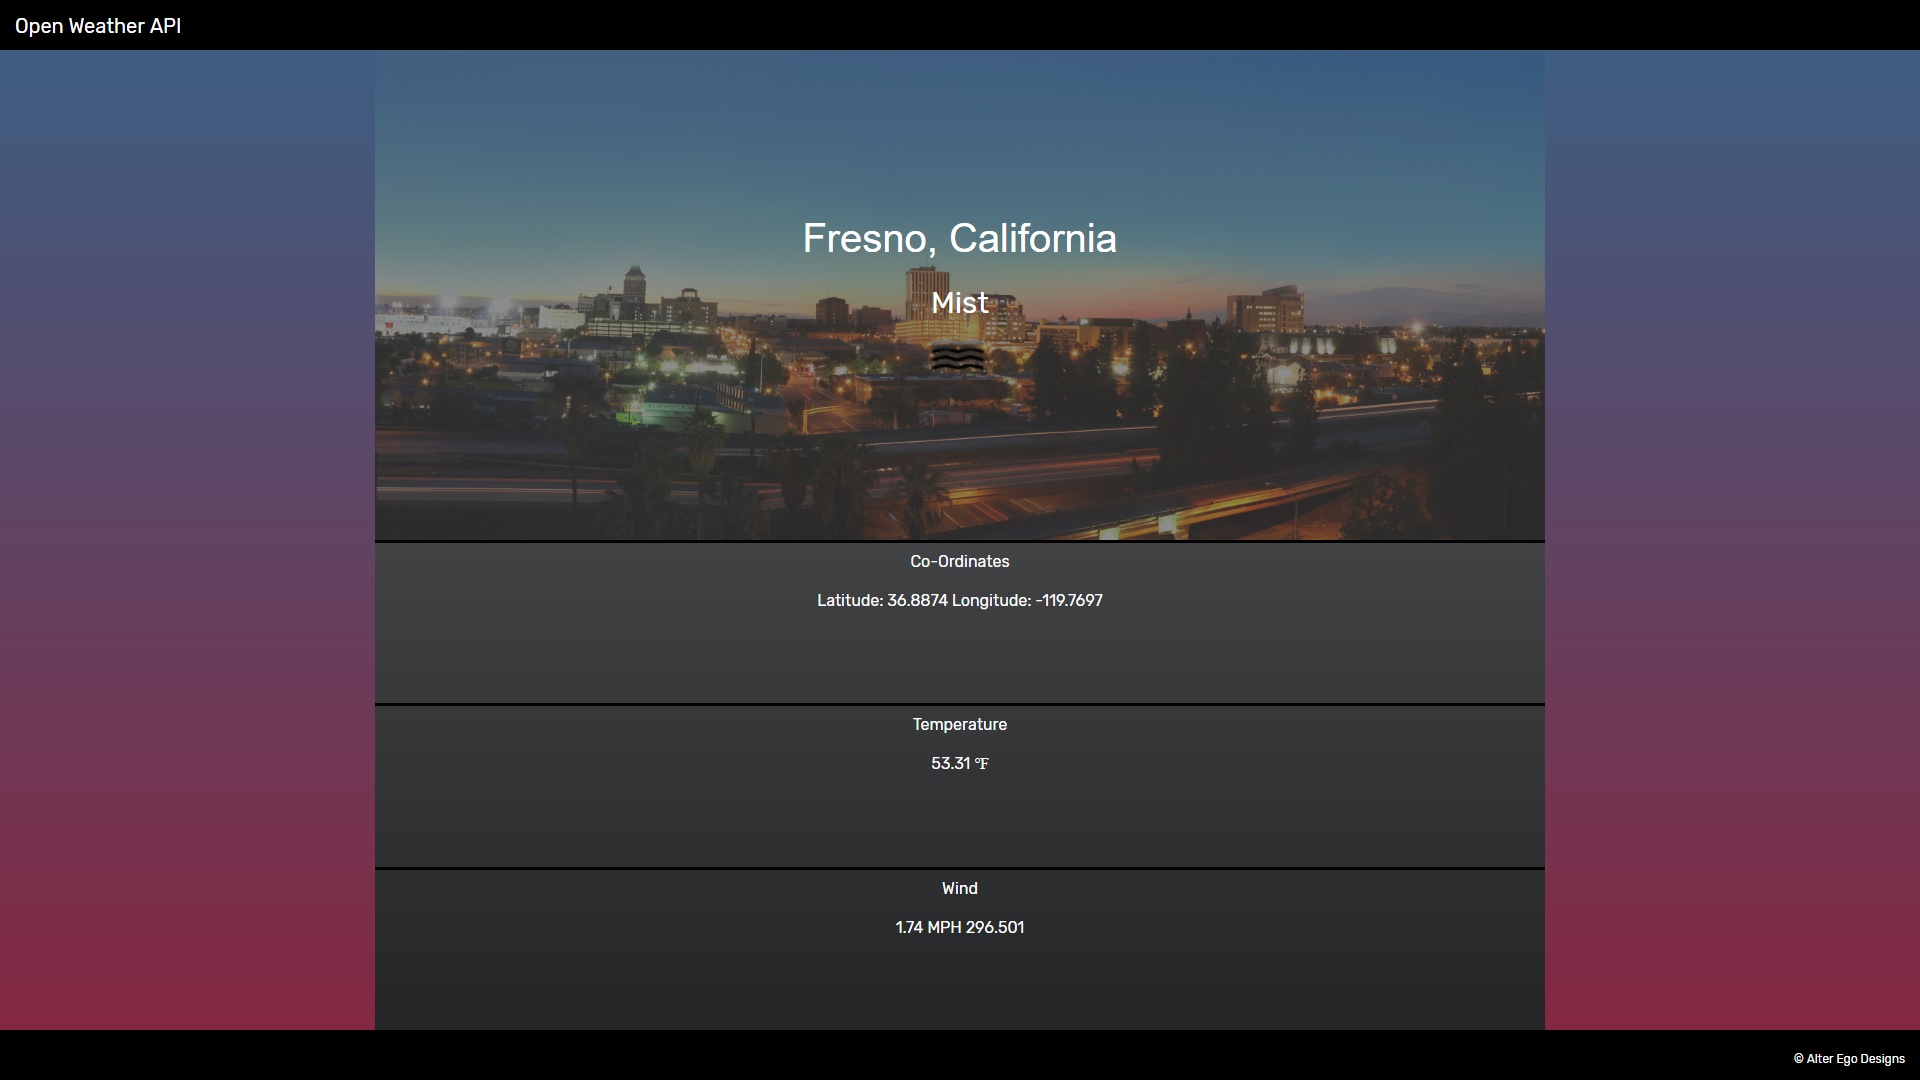 Open Weather API
Fresno, California
Mist
Co-Ordinates
Latitude: 36.8874 Longitude: -119.7697
Temperature
53.31 ℉
Wind
1.74 MPH 296.501
© Alter Ego Designs